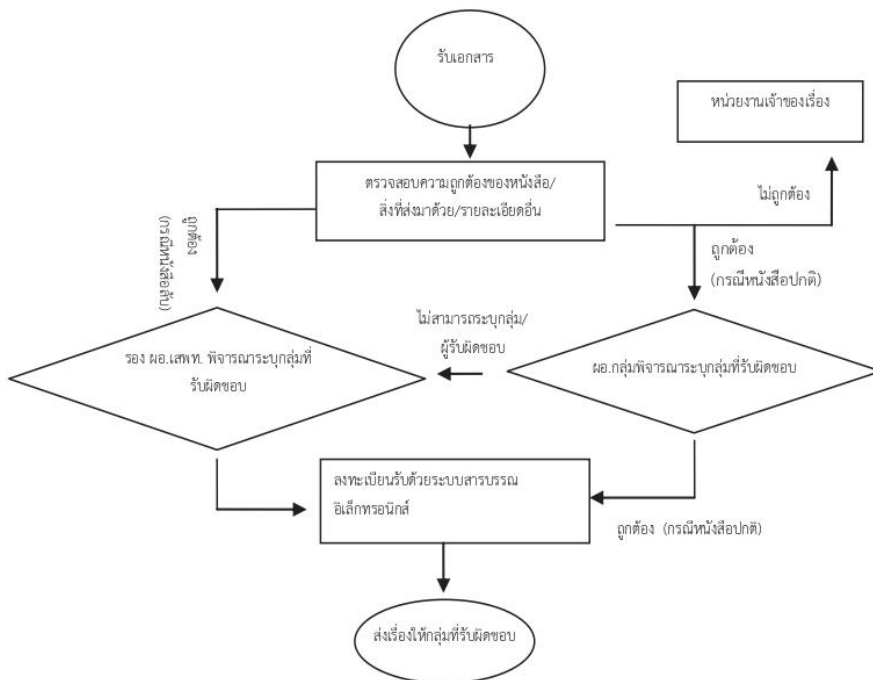 รับเอกสาร
หน่วยงานเจ้าของเรื่อง
ตรวจสอบความถูกต้องของหนังสือ/
สิ่งที่ส่งมาด้วย/รายละเอียดอื่น
ไม่ถูกต้อง
ถูกต้อง
(กรณีหนังสือลับ)
ถูกต้อง
(กรณีหนังสือปกติ)
ไม่สามารถระบุกลุ่ม/
ผู้รับผิดชอบ
รอง ผอ.เสพท. พิจารณาระบุกลุ่มที่
รับผิดชอบ
ผอ.กลุ่มพิจารณาระบุกลุ่มที่รับผิดชอบ
ลงทะเบียนรับด้วยระบบสารบรรณ
อิเล็กทรอนิกส์
ถูกต้อง (กรณีหนังสือปกติ)
ส่งเรื่องให้กลุ่มที่รับผิดชอบ